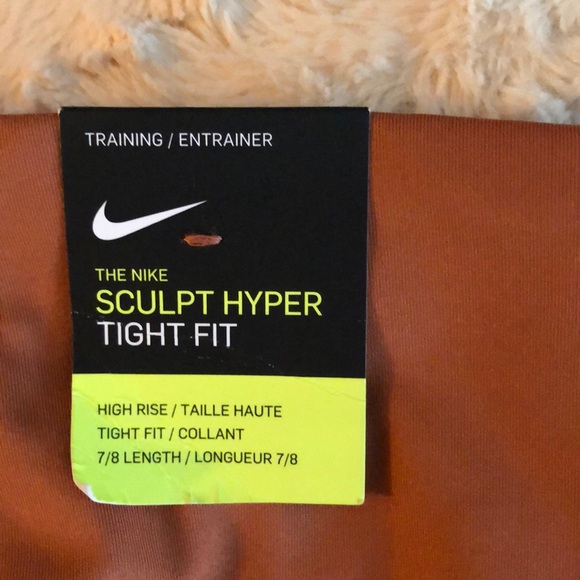 TRAINING / ENTRAINER
THE NIKE
SCULPT HYPER
TIGHT FIT
HIGH RISE / TAILLE HAUTE
TIGHT FIT / COLLANT
7/8 LENGTH / LONGUEUR 7/8